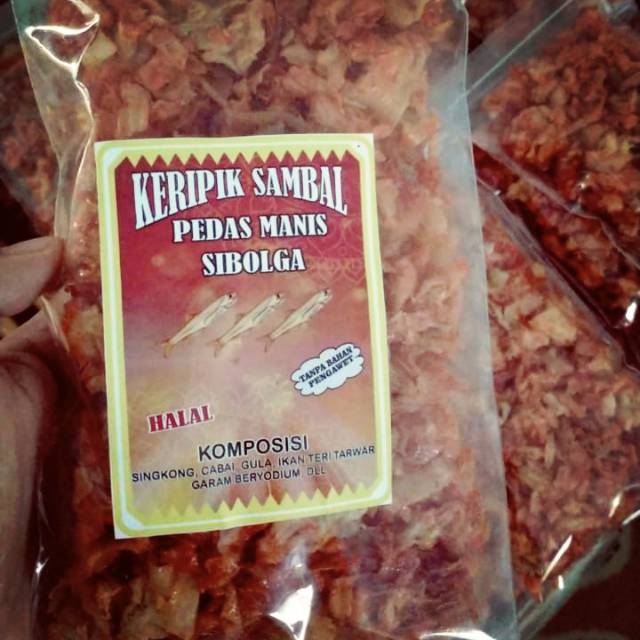 KERIPIK SAMBAL
PEDAS MANIS
SIBOLGA
TANPA BAHAN
PENGAWET
HALAL
KOMPOSISI
SINGKONG, CABAI, GULA, IKAN TERI TARWAR
GARAM BERYODIUM, DLL